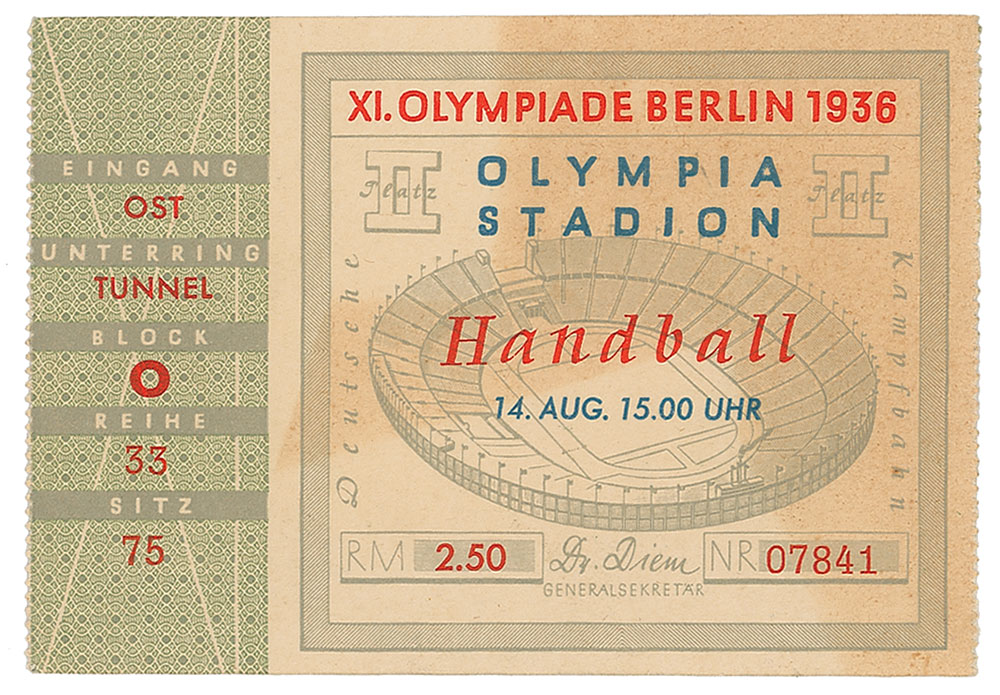 EINGANG
OST
UNTERRING
TUNNEL
BLOCK
O
REIHE
33
SITZ
75
XI. OLYMPIADE BERLIN 1936
II
Platz
OLYMPIA
STADION
II
Platz
Deutsche
Kampfbahn
Handball
14. AUG. 15.00 UHR
RM 2.50
Dr. Diem
GENERALSEKRETÄR
NR 07841